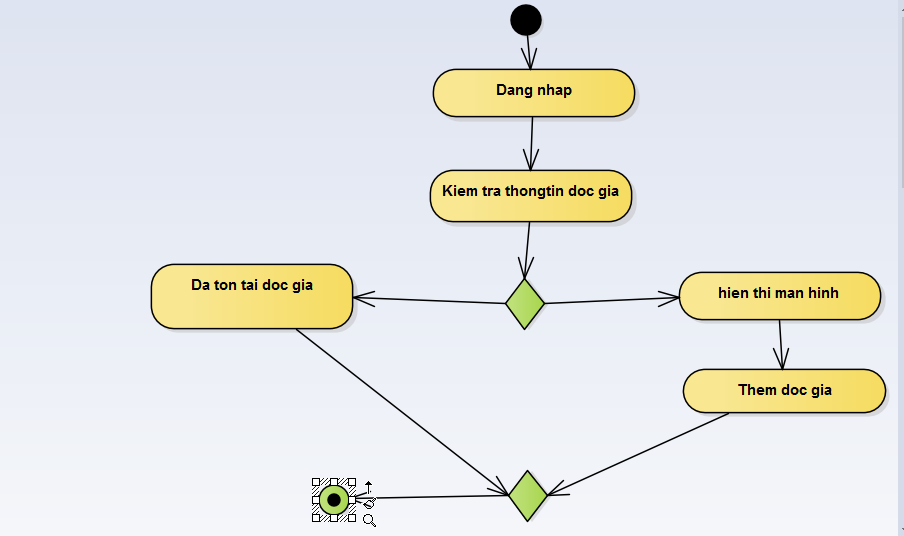 Dang nhap
Kiem tra thongtin doc gia
Da ton tai doc gia
hien thi man hinh
Them doc gia